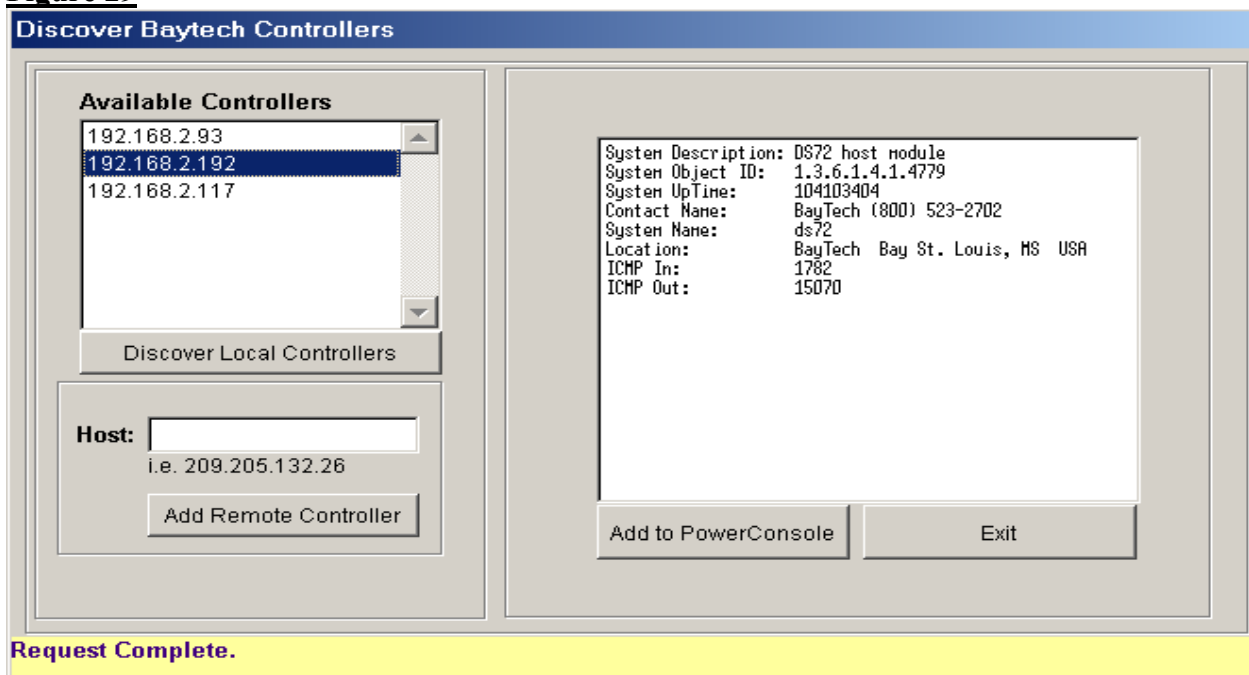 Discover Baytech Controllers
Available Controllers
192.168.2.93
192.168.2.192
192.168.2.117
Discover Local Controllers
Host:
i.e. 209.205.132.26
Add Remote Controller
System Description: DS72 host module
System Object ID: 1.3.6.1.4.1.4779
System UpTime: 104103404
Contact Name: BayTech (800) 523-2702
System Name: ds72
Location: BayTech Bay St. Louis, MS USA
ICMP In: 1782
ICMP Out: 15070
Add to PowerConsole
Exit
Request Complete.